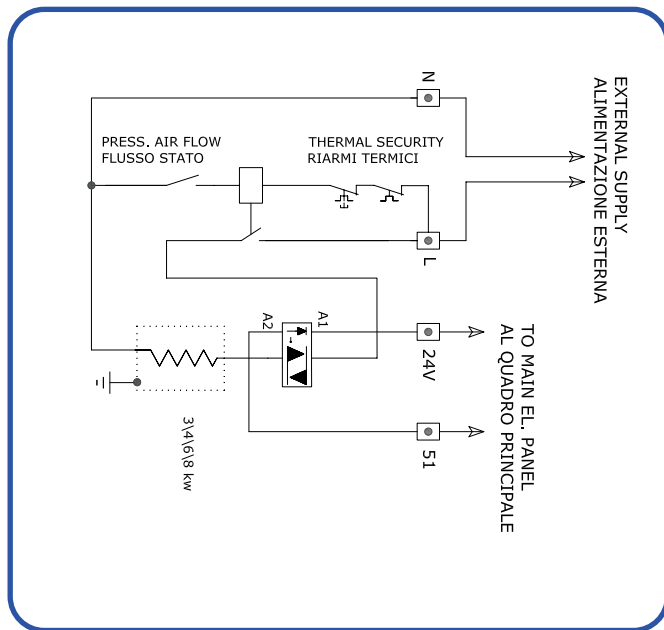 N
EXTERNAL SUPPLY
ALIMENTAZIONE ESTERNA
PRESS. AIR FLOW
FLUSSO STATO
THERMAL SECURITY
RIARMI TERMICI
L
A2
A1
24V
TO MAIN EL. PANEL
AL QUADRO PRINCIPALE
3\4\6\8 kw
51